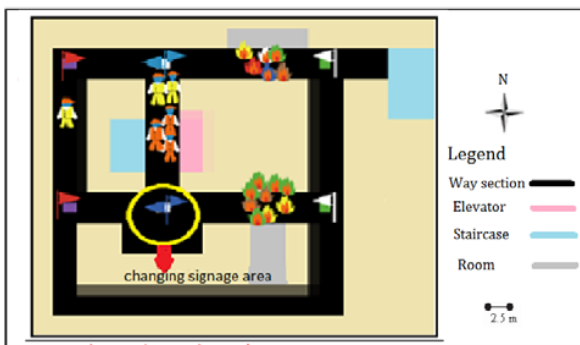 N
Legend
Way section
Elevator
Staircase
Room
2.5 m
changing signage area